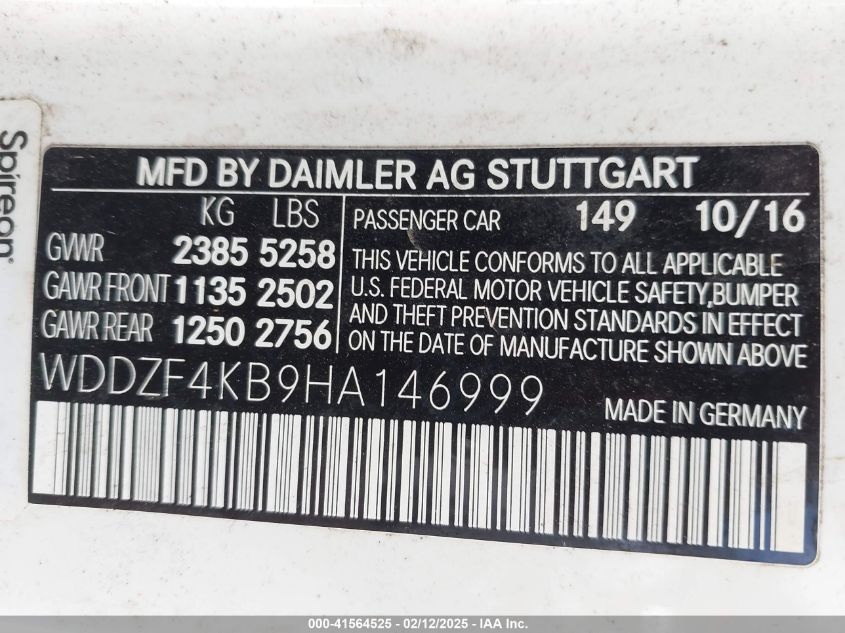 Spireon
MFD BY DAIMLER AG STUTTGART
KG LBS
GVWR 2385 5258
GAWR FRONT 1135 2502
GAWR REAR 1250 2756
PASSENGER CAR 149 10/16
THIS VEHICLE CONFORMS TO ALL APPLICABLE
U.S. FEDERAL MOTOR VEHICLE SAFETY,BUMPER
AND THEFT PREVENTION STANDARDS IN EFFECT
ON THE DATE OF MANUFACTURE SHOWN ABOVE
WDDZF4KB9HA146999
MADE IN GERMANY
000-41564525 - 02/12/2025 - IAA Inc.